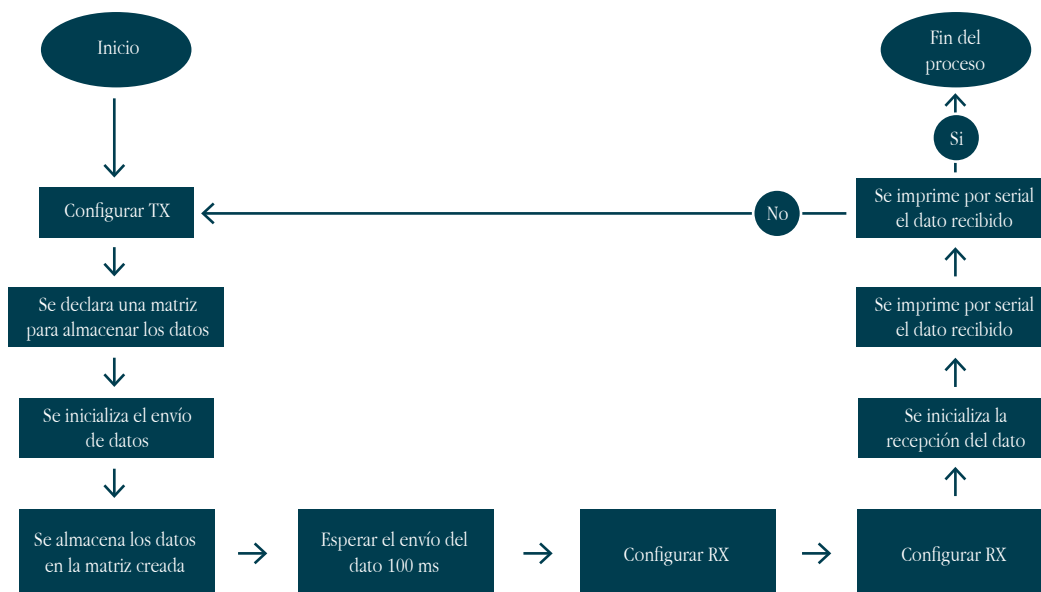 Inicio
Configurar TX
Se declara una matriz
para almacenar los datos
Se inicializa el envío
de datos
Se almacena los datos
en la matriz creada
Esperar el envío del
dato 100 ms
Configurar RX
Configurar RX
Se inicializa la
recepción del dato
Se imprime por serial
el dato recibido
Se imprime por serial
el dato recibido
No
Si
Fin del
proceso